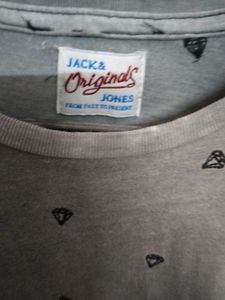 JACK&
Originals
JONES
FROM PAST TO PRESENT